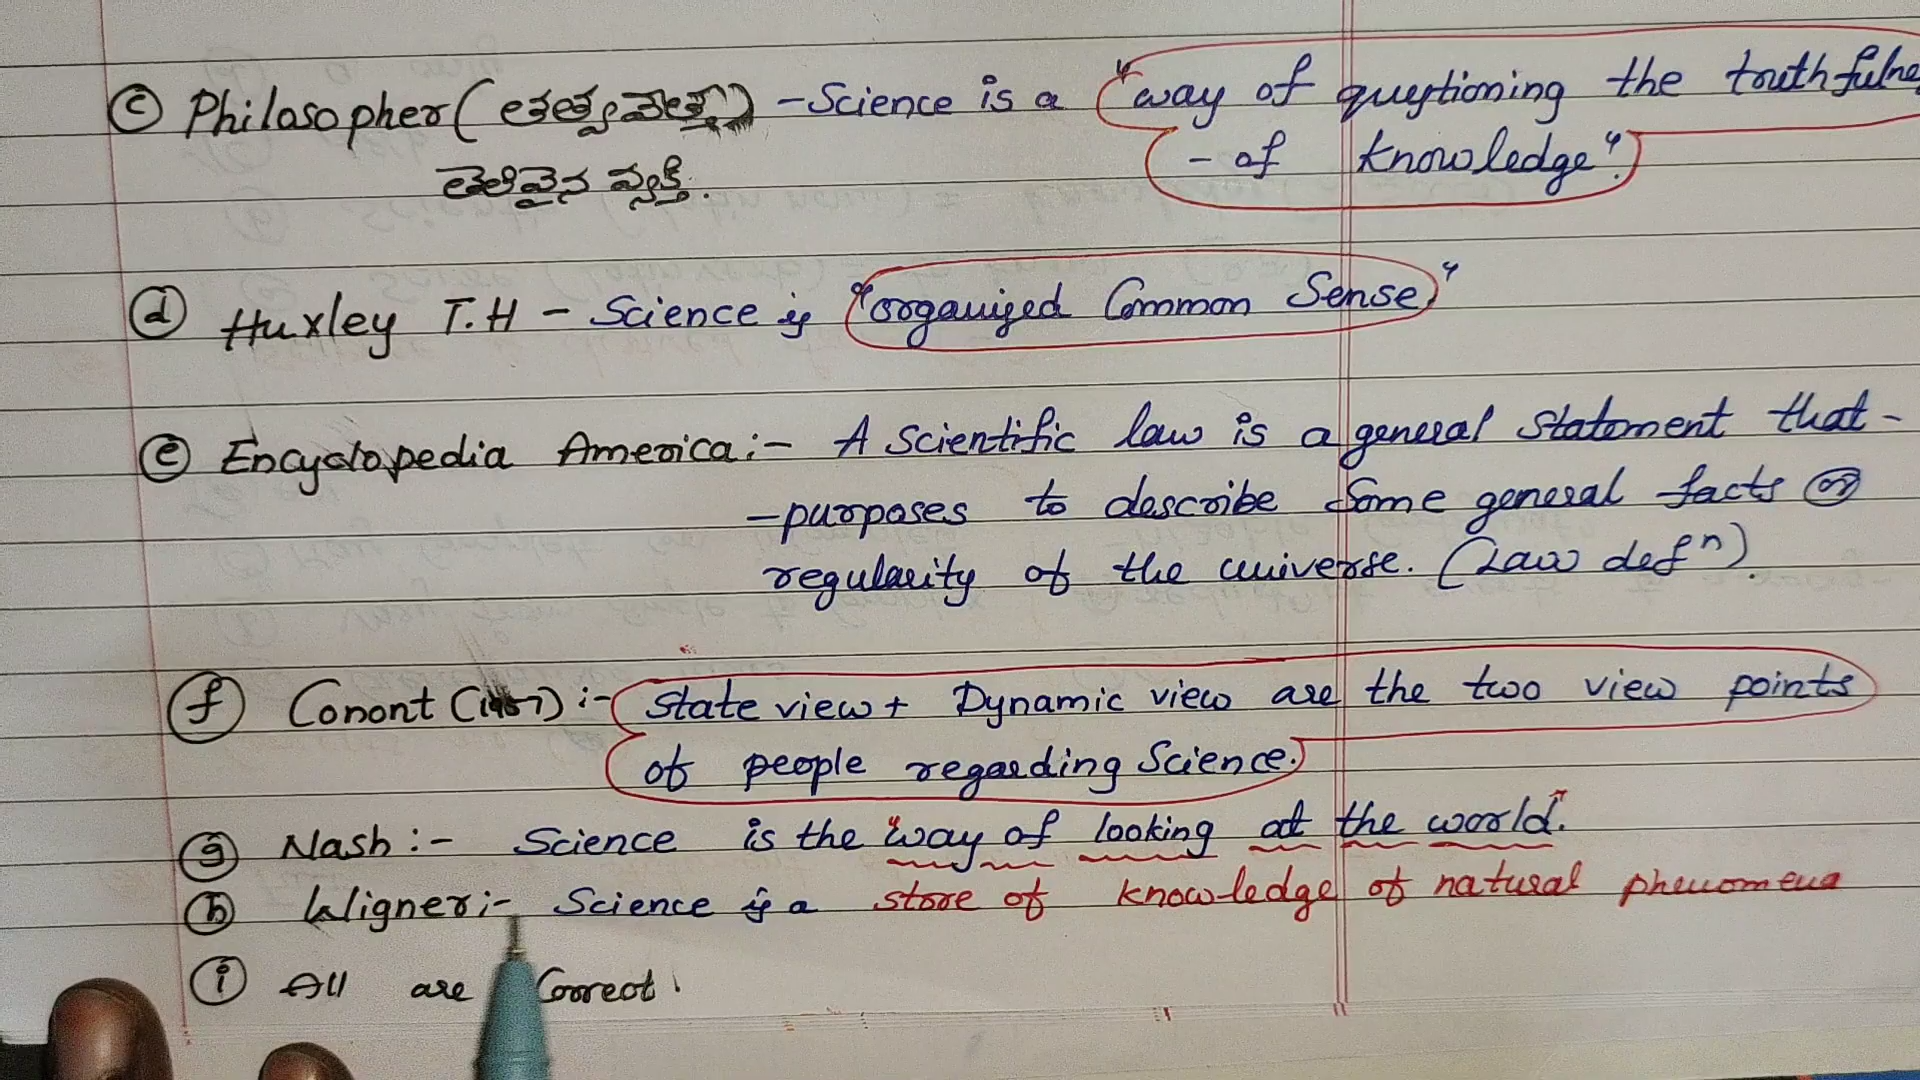 ⓒ Philosopher ( - Science is a "way of questioning the truthfulne
తెలివైన వ్యక్తి. - of knowledge".
ⓓ Huxley T.H - Science is "organized Common Sense"
ⓔ Encyclopedia America :- A scientific law is a general statement that -
- purposes to describe some general facts or
regularity of the universe. (Law defⁿ).
ⓕ Conont ( ) :- State view + Dynamic view are the two view points
of people regarding Science.
ⓖ Nash :- Science is the "way of looking at the world".
ⓗ Wigner :- Science is a store of knowledge of natural phenomena
ⓘ All are Correct.